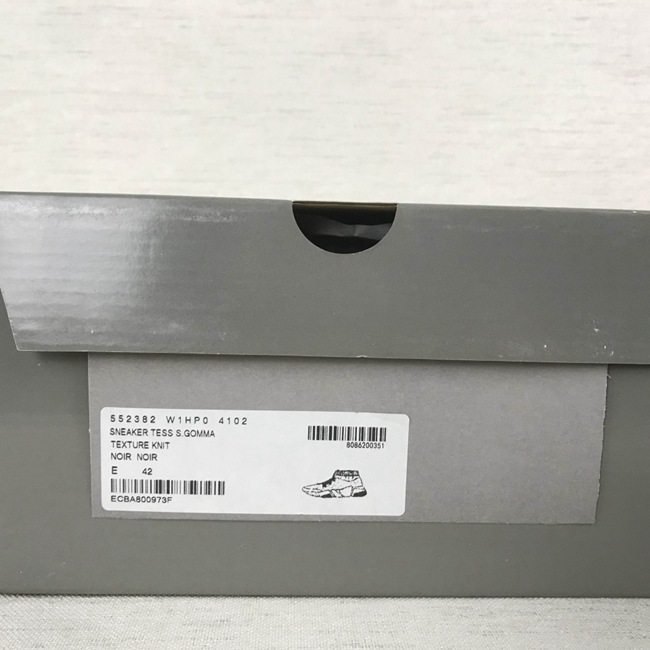 552382 W1HP0 4102
SNEAKER TESS S.GOMMA
TEXTURE KNIT
NOIR NOIR
E 42
ECBA800973F
8086200351